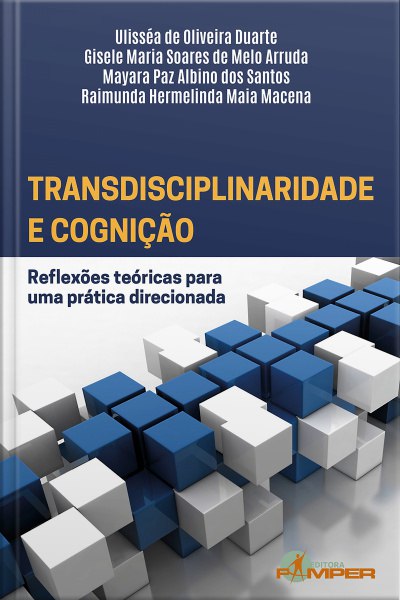 Ulisséa de Oliveira Duarte
Gisele Maria Soares de Melo Arruda
Mayara Paz Albino dos Santos
Raimunda Hermelinda Maia Macena
TRANSDISCIPLINARIDADE
E COGNIÇÃO
Reflexões teóricas para
uma prática direcionada
EDITORA
PAMPER